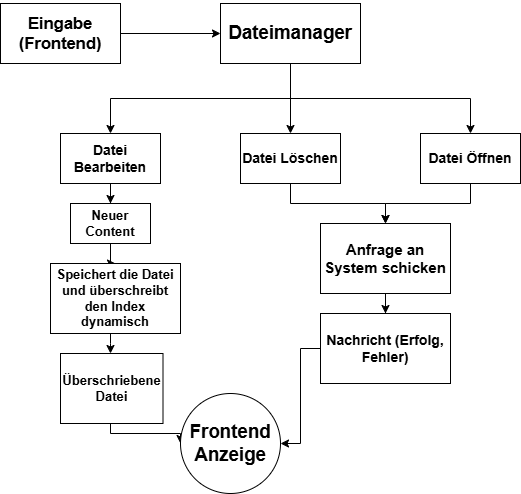 Eingabe
(Frontend)
Dateimanager
Datei
Bearbeiten
Datei Löschen
Datei Öffnen
Neuer
Content
Speichert die Datei
und überschreibt
den Index
dynamisch
Anfrage an
System schicken
Überschriebene
Datei
Nachricht (Erfolg,
Fehler)
Frontend
Anzeige